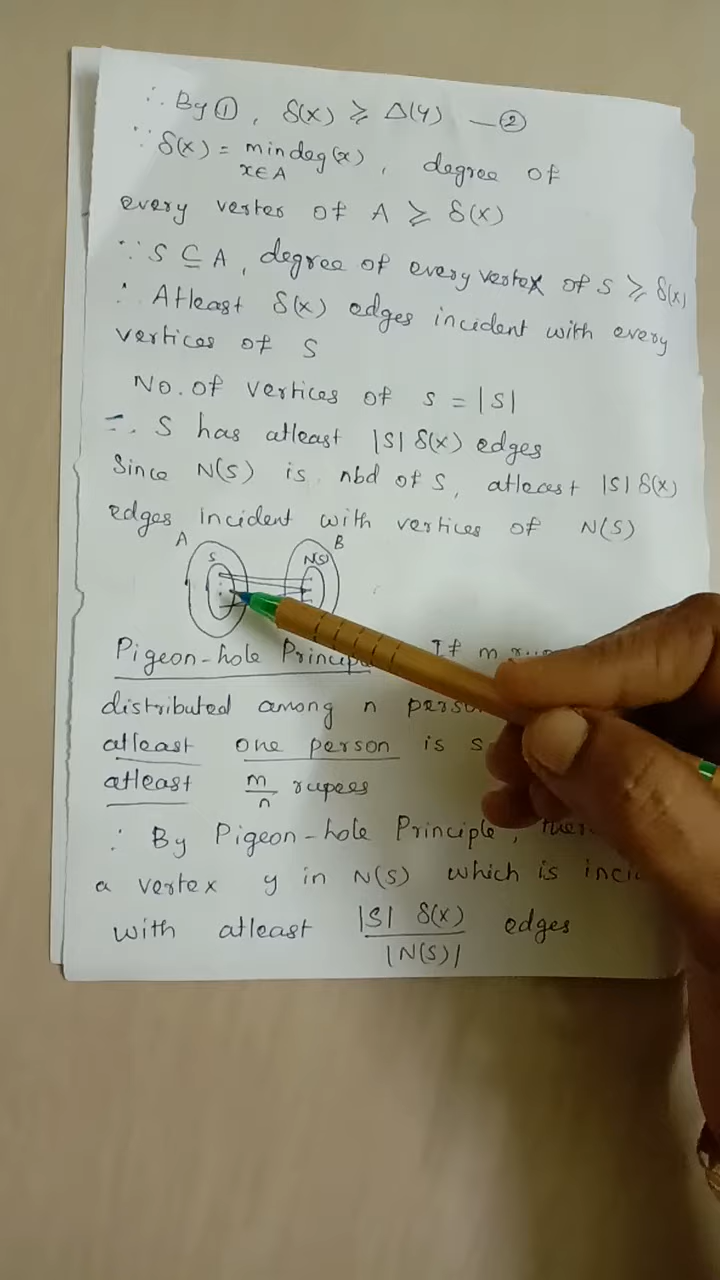 ∴ By ①, δ(x) ≥ Δ(y) — ②
∵ δ(x) = min deg(x), degree of
x∈A
every vertex of A ≥ δ(x)
∵ S ⊆ A, degree of every vertex of S ≥ δ(x)
∴ Atleast δ(x) edges incident with every
vertices of S
No. of vertices of S = |S|
∴ S has atleast |S| δ(x) edges
Since N(S) is nbd of S, atleast |S| δ(x)
edges incident with vertices of N(S)
A B
S N(S)
Pigeon-hole If m
distributed among n
atleast one person is
atleast m/n rupees
∴ By Pigeon-hole Principle,
a vertex y in N(S) which is
with atleast |S| δ(x) / |N(S)| edges